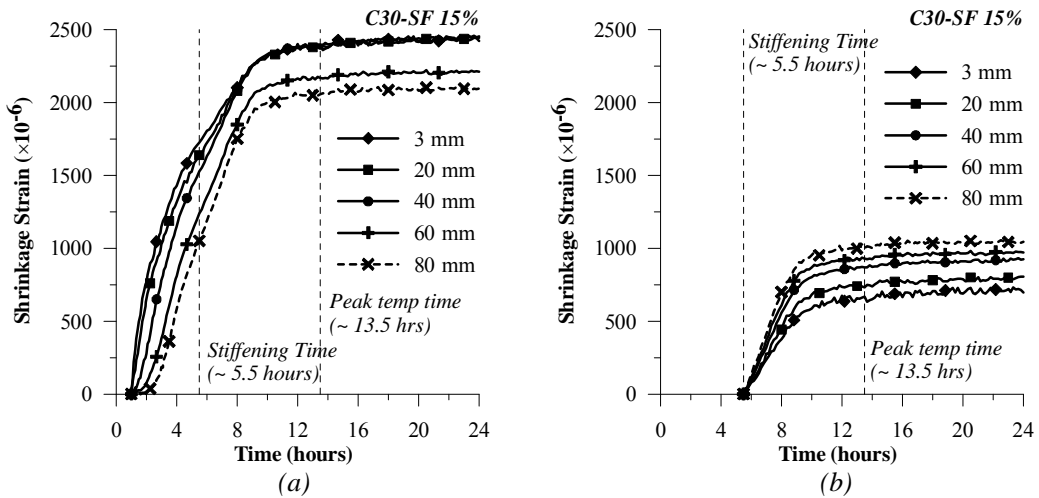 C30-SF 15%
2500
2000
1500
1000
500
0
Shrinkage Strain (×10-6)
3 mm
20 mm
40 mm
60 mm
80 mm
Peak temp time
(~ 13.5 hrs)
Stiffening Time
(~ 5.5 hours)
0 4 8 12 16 20 24
Time (hours)
(a)
C30-SF 15%
Stiffening Time
(~ 5.5 hours)
2500
2000
1500
1000
500
0
Shrinkage Strain (×10-6)
3 mm
20 mm
40 mm
60 mm
80 mm
Peak temp time
(~ 13.5 hrs)
0 4 8 12 16 20 24
Time (hours)
(b)